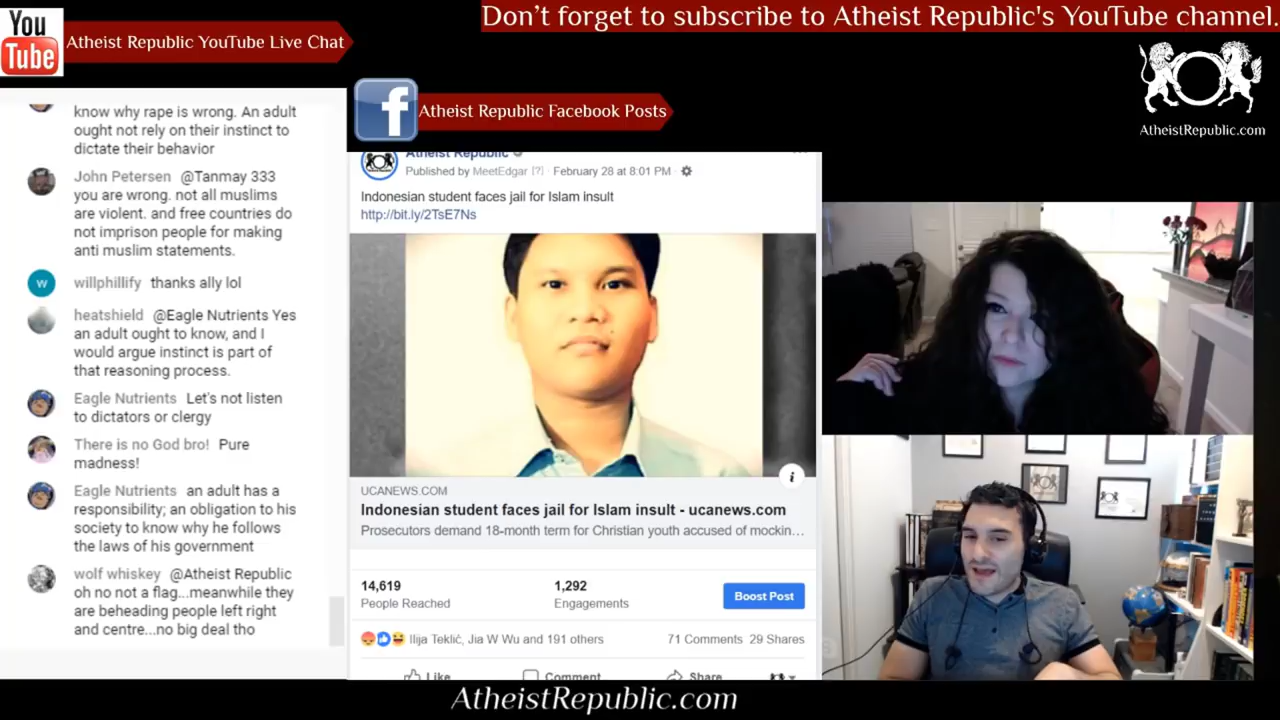 Don't forget to subscribe to Atheist Republic's YouTube channel.
You
Tube
Atheist Republic YouTube Live Chat
know why rape is wrong. An adult
ought not rely on their instinct to
dictate their behavior
John Petersen @Tanmay 333
you are wrong. not all muslims
are violent. and free countries do
not imprison people for making
anti muslim statements.
w
willphillify thanks ally lol
heatshield @Eagle Nutrients Yes
an adult ought to know, and I
would argue instinct is part of
that reasoning process.
Eagle Nutrients Let's not listen
to dictators or clergy
There is no God bro! Pure
madness!
Eagle Nutrients an adult has a
responsibility; an obligation to his
society to know why he follows
the laws of his government
wolf whiskey @Atheist Republic
oh no not a flag...meanwhile they
are beheading people left right
and centre...no big deal tho
f
Atheist Republic Facebook Posts
Atheist Republic
Published by MeetEdgar [?] · February 28 at 8:01 PM ·
Indonesian student faces jail for Islam insult
http://bit.ly/2TsE7Ns
i
UCANEWS.COM
Indonesian student faces jail for Islam insult - ucanews.com
Prosecutors demand 18-month term for Christian youth accused of mockin...
14,619
People Reached
1,292
Engagements
Boost Post
Ilija Teklić, Jia W Wu and 191 others
71 Comments 29 Shares
Like
Comment
Share
AtheistRepublic.com
AtheistRepublic.com